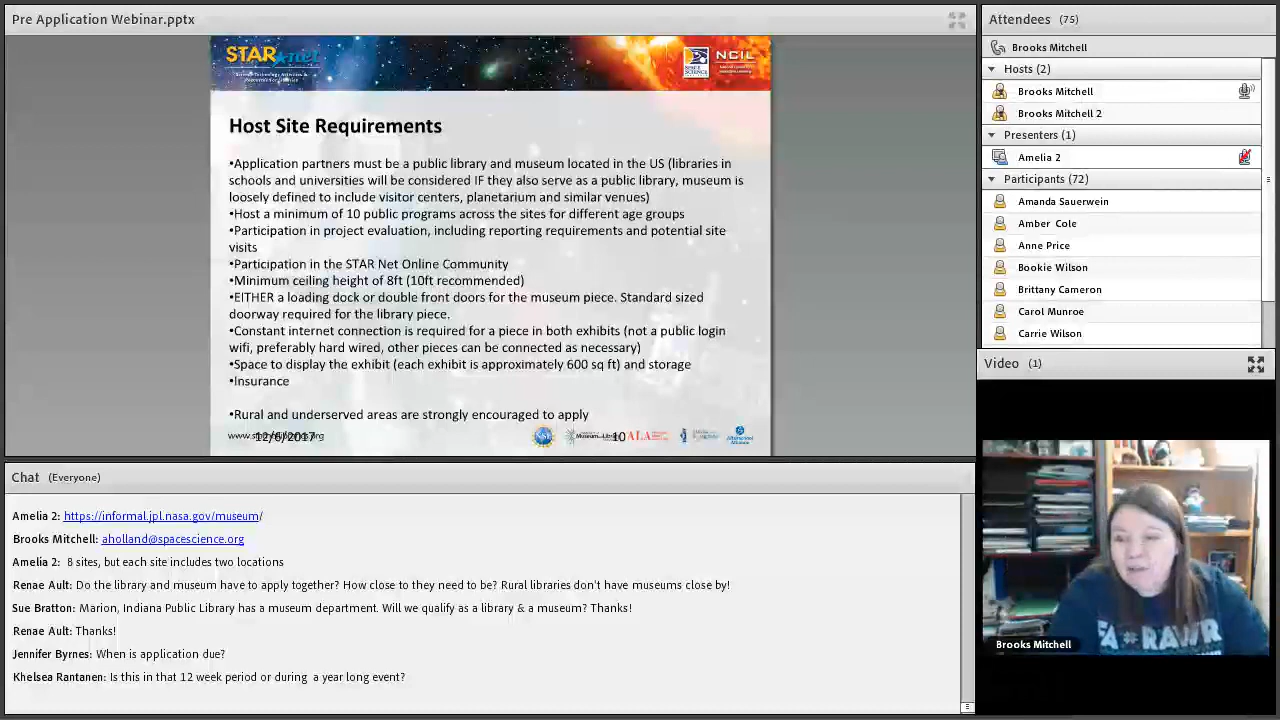 Pre Application Webinar.pptx
STAR
NCIL
SPACE SCIENCE
Host Site Requirements
•Application partners must be a public library and museum located in the US (libraries in
schools and universities will be considered IF they also serve as a public library, museum is
loosely defined to include visitor centers, planetarium and similar venues)
•Host a minimum of 10 public programs across the sites for different age groups
•Participation in project evaluation, including reporting requirements and potential site
visits
•Participation in the STAR Net Online Community
•Minimum ceiling height of 8ft (10ft recommended)
•EITHER a loading dock or double front doors for the museum piece. Standard sized
doorway required for the library piece.
•Constant internet connection is required for a piece in both exhibits (not a public login
wifi, preferably hard wired, other pieces can be connected as necessary)
•Space to display the exhibit (each exhibit is approximately 600 sq ft) and storage
•Insurance
•Rural and underserved areas are strongly encouraged to apply
12/6/2017
10
ALA
Chat (Everyone)
Amelia 2: https://informal.jpl.nasa.gov/museum/
Brooks Mitchell: aholland@spacescience.org
Amelia 2: 8 sites, but each site includes two locations
Renae Ault: Do the library and museum have to apply together? How close to they need to be? Rural libraries don't have museums close by!
Sue Bratton: Marion, Indiana Public Library has a museum department. Will we qualify as a library & a museum? Thanks!
Renae Ault: Thanks!
Jennifer Byrnes: When is application due?
Khelsea Rantanen: Is this in that 12 week period or during a year long event?
Attendees (75)
Brooks Mitchell
Hosts (2)
Brooks Mitchell
Brooks Mitchell 2
Presenters (1)
Amelia 2
Participants (72)
Amanda Sauerwein
Amber Cole
Anne Price
Bookie Wilson
Brittany Cameron
Carol Munroe
Carrie Wilson
Video (1)
Brooks Mitchell